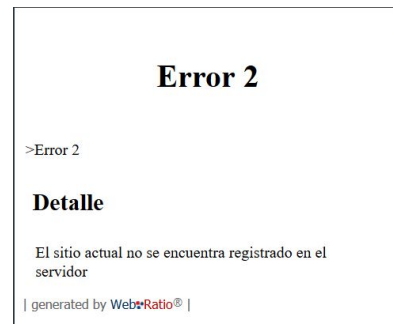 Error 2
>Error 2
Detalle
El sitio actual no se encuentra registrado en el
servidor
| generated by WebRatio® |